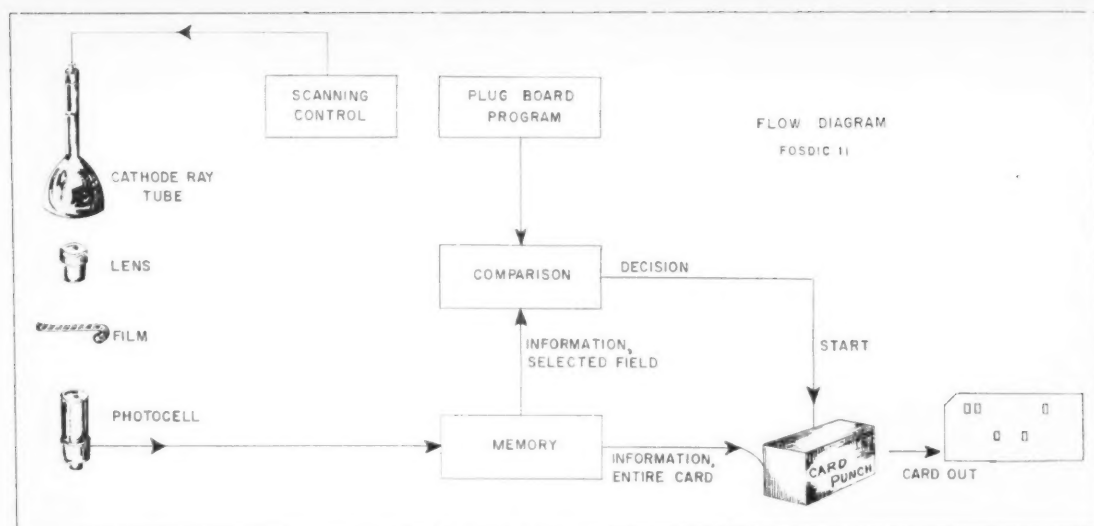 SCANNING
CONTROL
PLUG BOARD
PROGRAM
FLOW DIAGRAM
FOSDIC 11
CATHODE RAY
TUBE
LENS
COMPARISON
DECISION
FILM
INFORMATION,
SELECTED FIELD
START
PHOTOCELL
MEMORY
INFORMATION,
ENTIRE CARD
CARD
PUNCH
CARD OUT